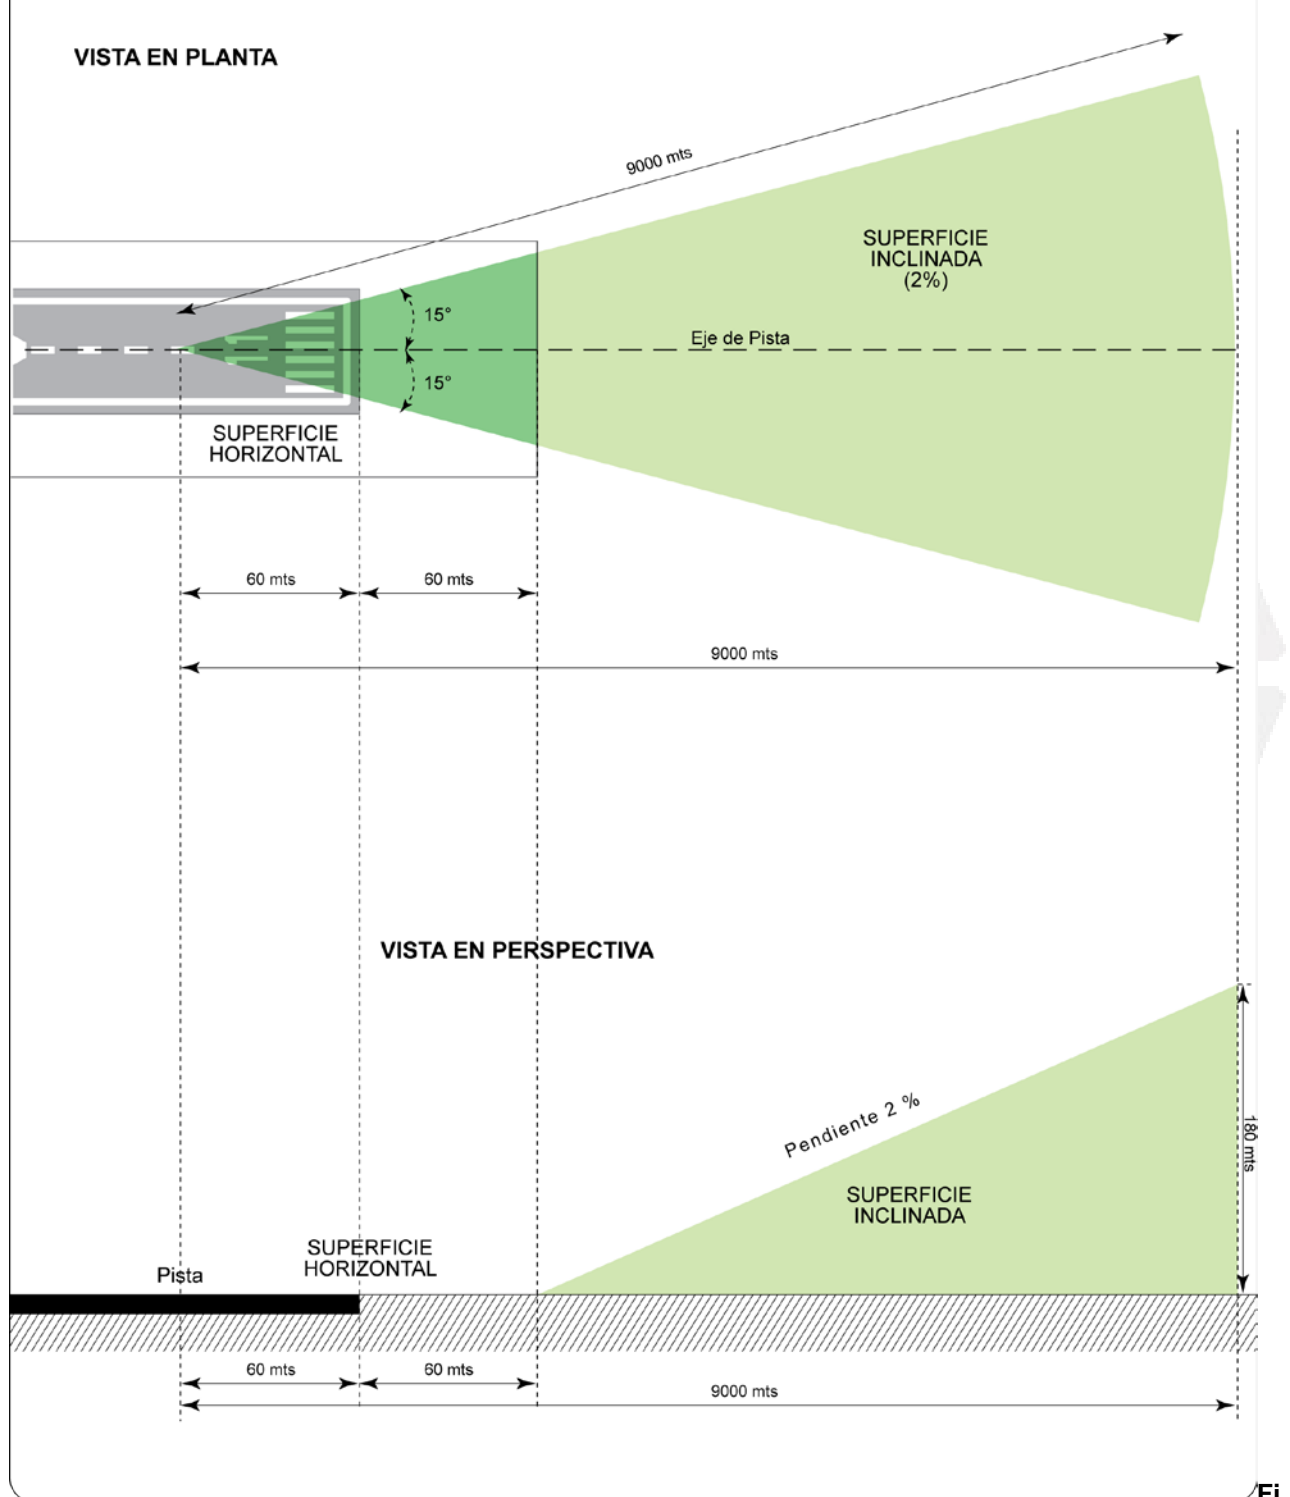 VISTA EN PLANTA
9000 mts
SUPERFICIE
INCLINADA
(2%)
15°
Eje de Pista
15°
SUPERFICIE
HORIZONTAL
60 mts
60 mts
9000 mts
VISTA EN PERSPECTIVA
Pendiente 2 %
180 mts
SUPERFICIE
INCLINADA
SUPERFICIE
HORIZONTAL
Pista
60 mts
60 mts
9000 mts
Fi